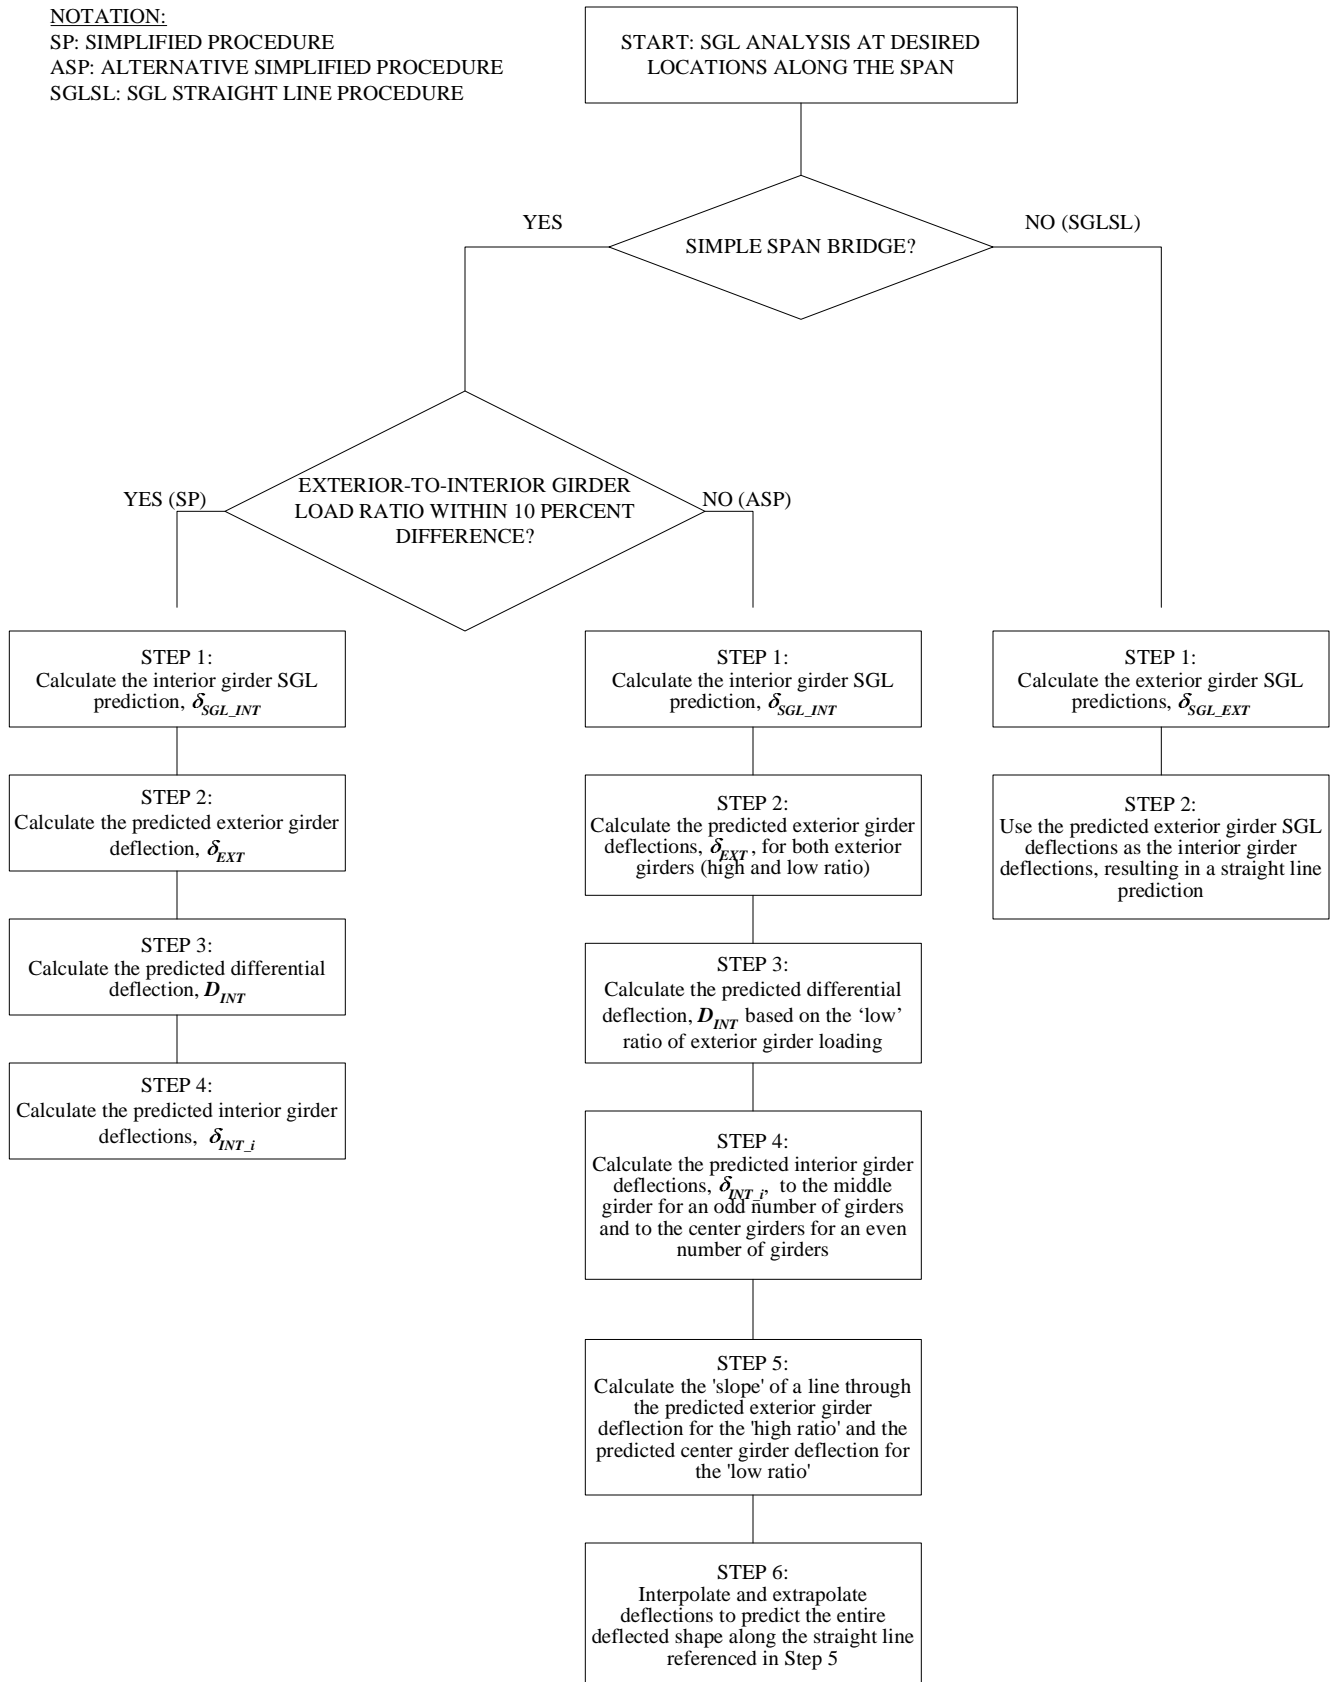 NOTATION:
SP: SIMPLIFIED PROCEDURE
ASP: ALTERNATIVE SIMPLIFIED PROCEDURE
SGLSL: SGL STRAIGHT LINE PROCEDURE
START: SGL ANALYSIS AT DESIRED
LOCATIONS ALONG THE SPAN
YES
NO (SGLSL)
SIMPLE SPAN BRIDGE?
YES (SP)
EXTERIOR-TO-INTERIOR GIRDER
LOAD RATIO WITHIN 10 PERCENT
DIFFERENCE?
NO (ASP)
STEP 1:
Calculate the interior girder SGL
prediction, δSGL_INT
STEP 2:
Calculate the predicted exterior girder
deflection, δEXT
STEP 3:
Calculate the predicted differential
deflection, DINT
STEP 4:
Calculate the predicted interior girder
deflections, δINT_i
STEP 1:
Calculate the interior girder SGL
prediction, δSGL_INT
STEP 2:
Calculate the predicted exterior girder
deflections, δEXT, for both exterior
girders (high and low ratio)
STEP 3:
Calculate the predicted differential
deflection, DINT based on the ‘low’
ratio of exterior girder loading
STEP 4:
Calculate the predicted interior girder
deflections, δINT_i, to the middle
girder for an odd number of girders
and to the center girders for an even
number of girders
STEP 5:
Calculate the 'slope' of a line through
the predicted exterior girder
deflection for the 'high ratio' and the
predicted center girder deflection for
the 'low ratio'
STEP 6:
Interpolate and extrapolate
deflections to predict the entire
deflected shape along the straight line
referenced in Step 5
STEP 1:
Calculate the exterior girder SGL
predictions, δSGL_EXT
STEP 2:
Use the predicted exterior girder SGL
deflections as the interior girder
deflections, resulting in a straight line
prediction